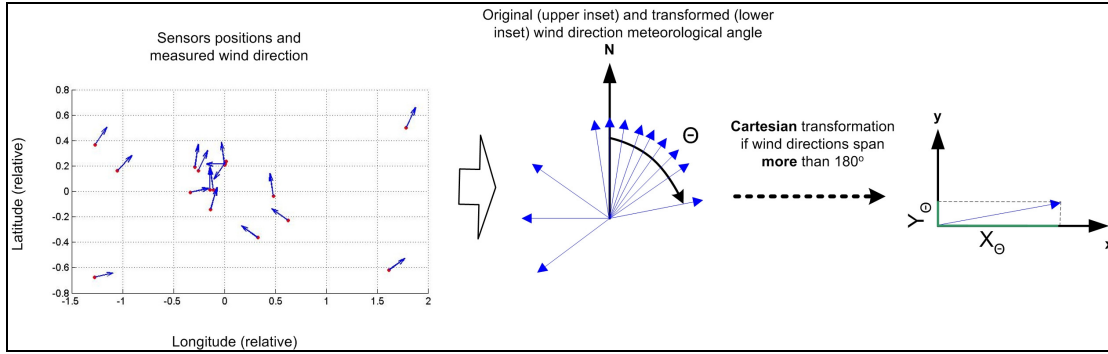 Sensors positions and
measured wind direction
0.8
0.6
0.4
0.2
0
-0.2
-0.4
-0.6
-0.8
-1.5
-1
-0.5
0
0.5
1
1.5
2
Latitude (relative)
Longitude (relative)
Original (upper inset) and transformed (lower
inset) wind direction meteorological angle
N
Θ
Cartesian transformation
if wind directions span
more than 180º
y
YΘ
XΘ
x